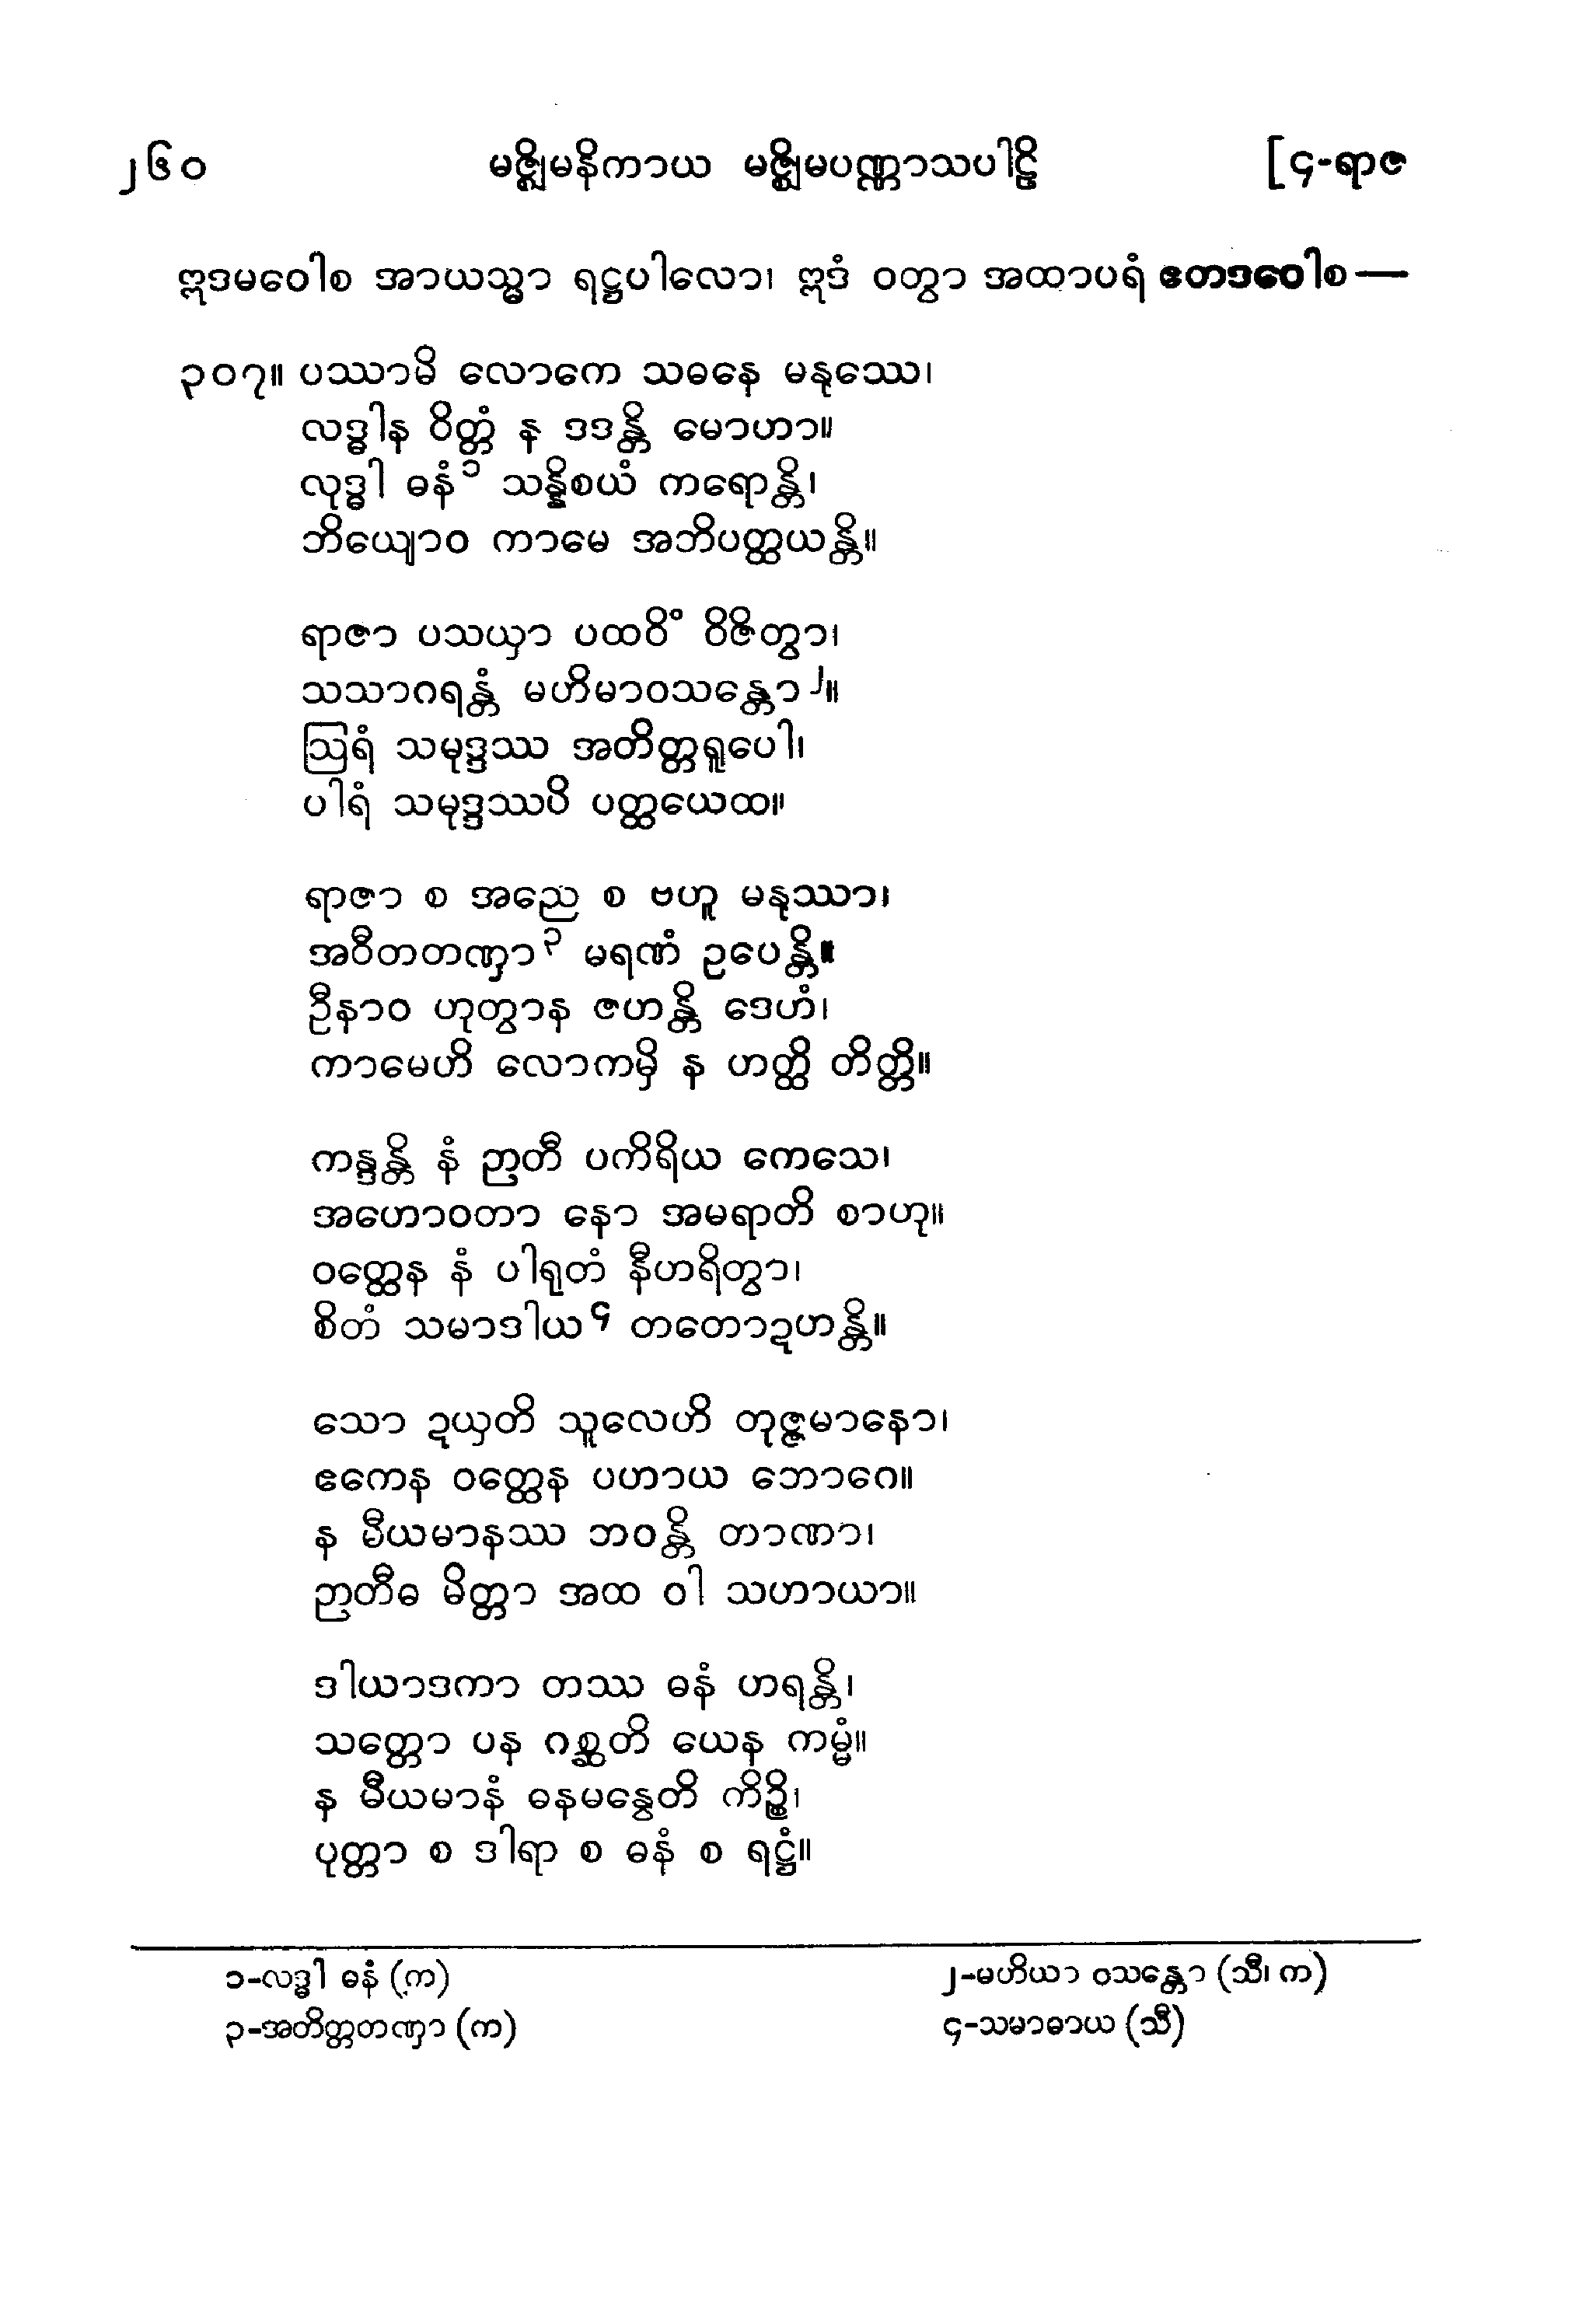 ၂၆၀ မဇ္ဈိမနိကာယ မဇ္ဈိမပဏ္ဏာသပါဠိ [၄-ရာဇ
ဣဒမဝေါစ အာယသ္မာ ရဋ္ဌပါလော၊ ဣဒံ ဝတွာ အထာပရံ ဧတဒဝေါစ—
၃၀၇။ ပဿာမိ လောကေ သဓနေ မနုဿေ၊
လဒ္ဓါန ဝိတ္တံ န ဒဒန္တိ မောဟာ။
လုဒ္ဓါ ဓနံ၁ သန္နိစယံ ကရောန္တိ၊
ဘိယျောဝ ကာမေ အဘိပတ္ထယန္တိ။
ရာဇာ ပသယှာ ပထဝိံ ဝိဇိတွာ၊
သသာဂရန္တံ မဟိမာဝသန္တော၂။
ဩရံ သမုဒ္ဒဿ အတိတ္တရူပေါ၊
ပါရံ သမုဒ္ဒဿပိ ပတ္ထယေထ။
ရာဇာ စ အညေ စ ဗဟူ မနုဿာ၊
အဝီတတဏှာ၃ မရဏံ ဥပေန္တိ။
ဦနာဝ ဟုတွာန ဇဟန္တိ ဒေဟံ၊
ကာမေဟိ လောကမှိ န ဟတ္ထိ တိတ္တိ။
ကန္ဒန္တိ နံ ဉာတီ ပကိရိယ ကေသေ၊
အဟောဝတာ နော အမရာတိ စာဟု။
ဝတ္ထေန နံ ပါရုတံ နီဟရိတွာ၊
စိတံ သမာဒါယ၄ တတောဍဟန္တိ။
သော ဍယှတိ သူလေဟိ တုဇ္ဇမာနော၊
ဧကေန ဝတ္ထေန ပဟာယ ဘောဂေ။
န မီယမာနဿ ဘဝန္တိ တာဏာ၊
ဉာတီဓ မိတ္တာ အထ ဝါ သဟာယာ။
ဒါယာဒကာ တဿ ဓနံ ဟရန္တိ၊
သတ္တော ပန ဂစ္ဆတိ ယေန ကမ္မံ။
န မီယမာနံ ဓနမန္ဝေတိ ကိဉ္စိ၊
ပုတ္တာ စ ဒါရာ စ ဓနံ စ ရဋ္ဌံ။
၁-လဒ္ဓါ ဓနံ (က) ၂-မဟိယာ ဝသန္တော (သီ၊ က)
၃-အတိတ္တတဏှာ (က) ၄-သမာဓာယ (သီ)